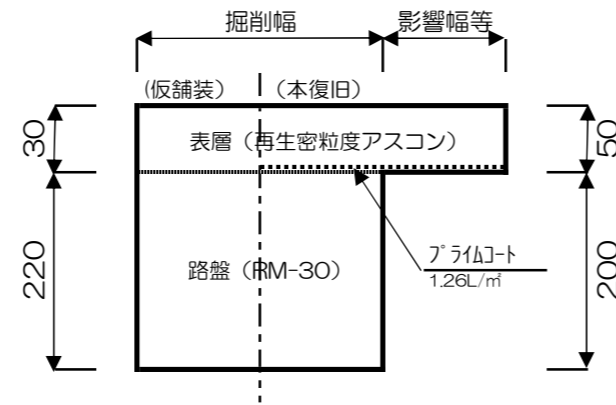 掘削幅
影響幅等
(仮舗装)
(本復旧)
30
表層(再生密粒度アスコン)
50
220
路盤(RM-30)
プライムコート
1.26L/㎡
200